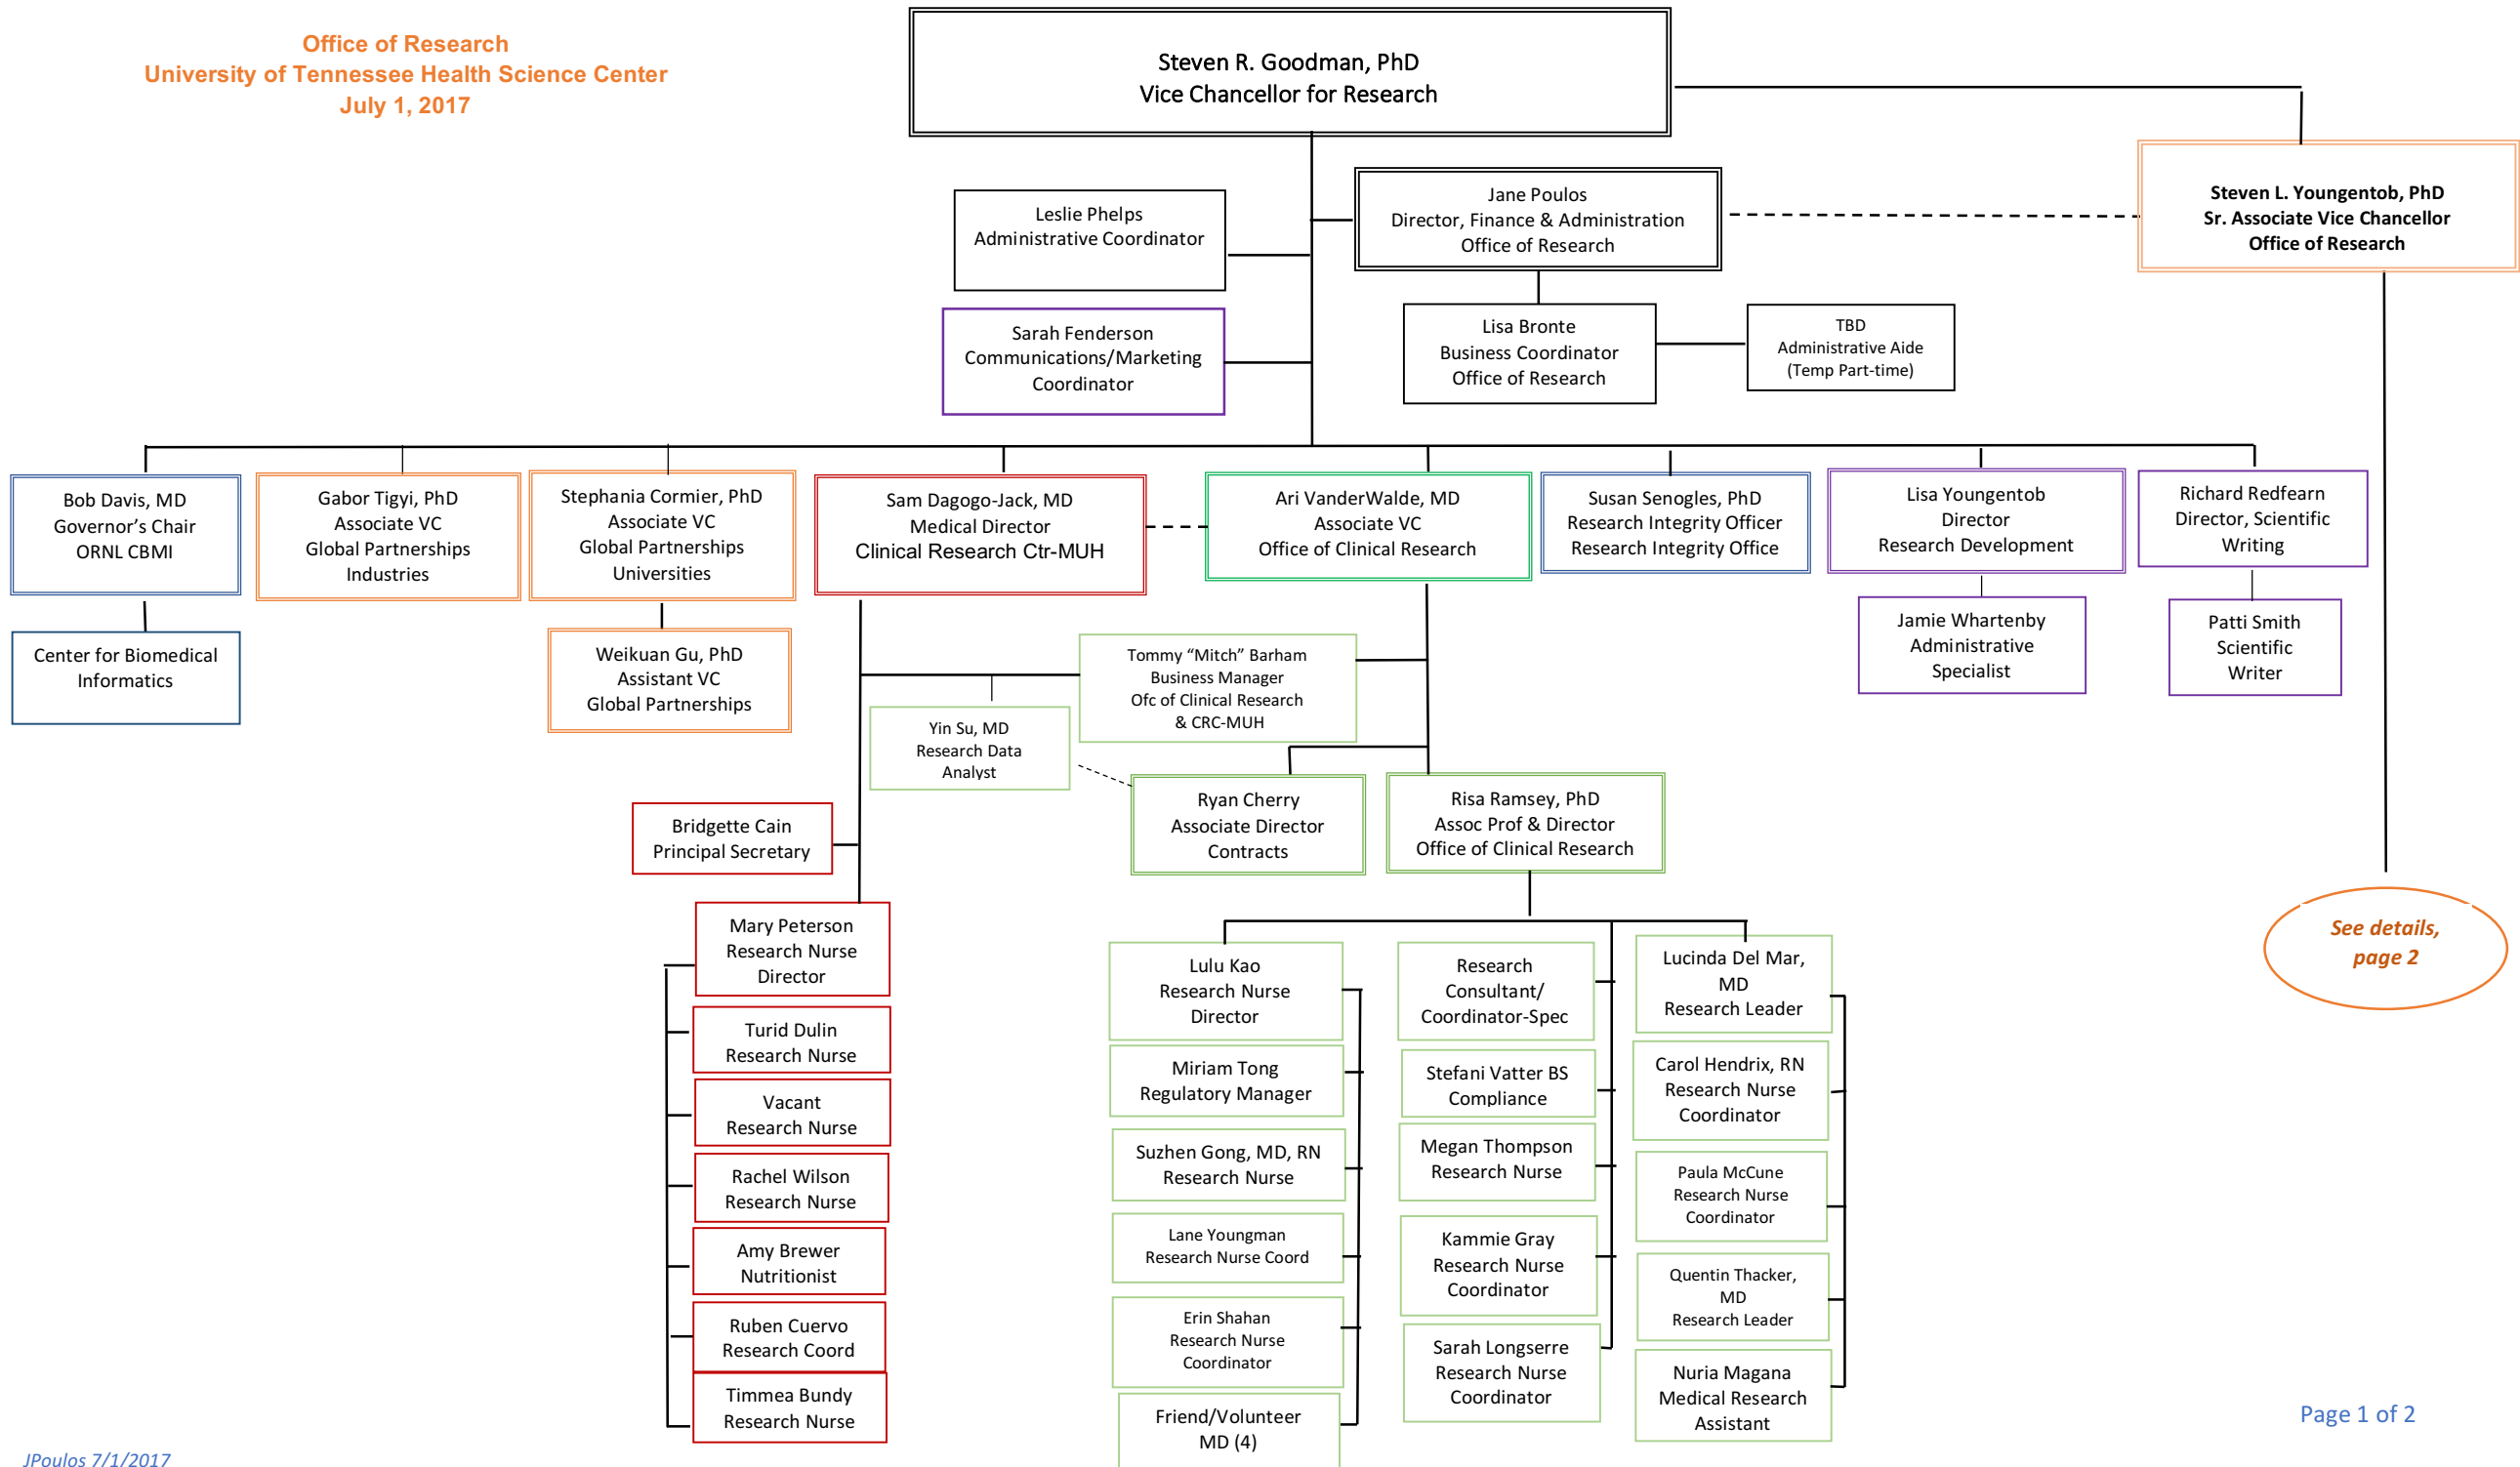 Office of Research
University of Tennessee Health Science Center
July 1, 2017
Steven R. Goodman, PhD
Vice Chancellor for Research
Steven L. Youngentob, PhD
Sr. Associate Vice Chancellor
Office of Research
Jane Poulos
Director, Finance & Administration
Office of Research
Leslie Phelps
Administrative Coordinator
Sarah Fenderson
Communications/Marketing
Coordinator
Lisa Bronte
Business Coordinator
Office of Research
TBD
Administrative Aide
(Temp Part-time)
Bob Davis, MD
Governor’s Chair
ORNL CBMI
Gabor Tigyi, PhD
Associate VC
Global Partnerships
Industries
Stephania Cormier, PhD
Associate VC
Global Partnerships
Universities
Sam Dagogo-Jack, MD
Medical Director
Clinical Research Ctr-MUH
Ari VanderWalde, MD
Associate VC
Office of Clinical Research
Susan Senogles, PhD
Research Integrity Officer
Research Integrity Office
Lisa Youngentob
Director
Research Development
Richard Redfearn
Director, Scientific
Writing
Center for Biomedical
Informatics
Weikuan Gu, PhD
Assistant VC
Global Partnerships
Tommy “Mitch” Barham
Business Manager
Ofc of Clinical Research
& CRC-MUH
Jamie Whartenby
Administrative
Specialist
Patti Smith
Scientific
Writer
Yin Su, MD
Research Data
Analyst
Bridgette Cain
Principal Secretary
Ryan Cherry
Associate Director
Contracts
Risa Ramsey, PhD
Assoc Prof & Director
Office of Clinical Research
See details,
page 2
Mary Peterson
Research Nurse
Director
Turid Dulin
Research Nurse
Vacant
Research Nurse
Rachel Wilson
Research Nurse
Amy Brewer
Nutritionist
Ruben Cuervo
Research Coord
Timmea Bundy
Research Nurse
Lulu Kao
Research Nurse
Director
Miriam Tong
Regulatory Manager
Suzhen Gong, MD, RN
Research Nurse
Lane Youngman
Research Nurse Coord
Erin Shahan
Research Nurse
Coordinator
Friend/Volunteer
MD (4)
Research
Consultant/
Coordinator-Spec
Stefani Vatter BS
Compliance
Megan Thompson
Research Nurse
Kammie Gray
Research Nurse
Coordinator
Sarah Longserre
Research Nurse
Coordinator
Lucinda Del Mar,
MD
Research Leader
Carol Hendrix, RN
Research Nurse
Coordinator
Paula McCune
Research Nurse
Coordinator
Quentin Thacker,
MD
Research Leader
Nuria Magana
Medical Research
Assistant
Page 1 of 2
JPoulos 7/1/2017